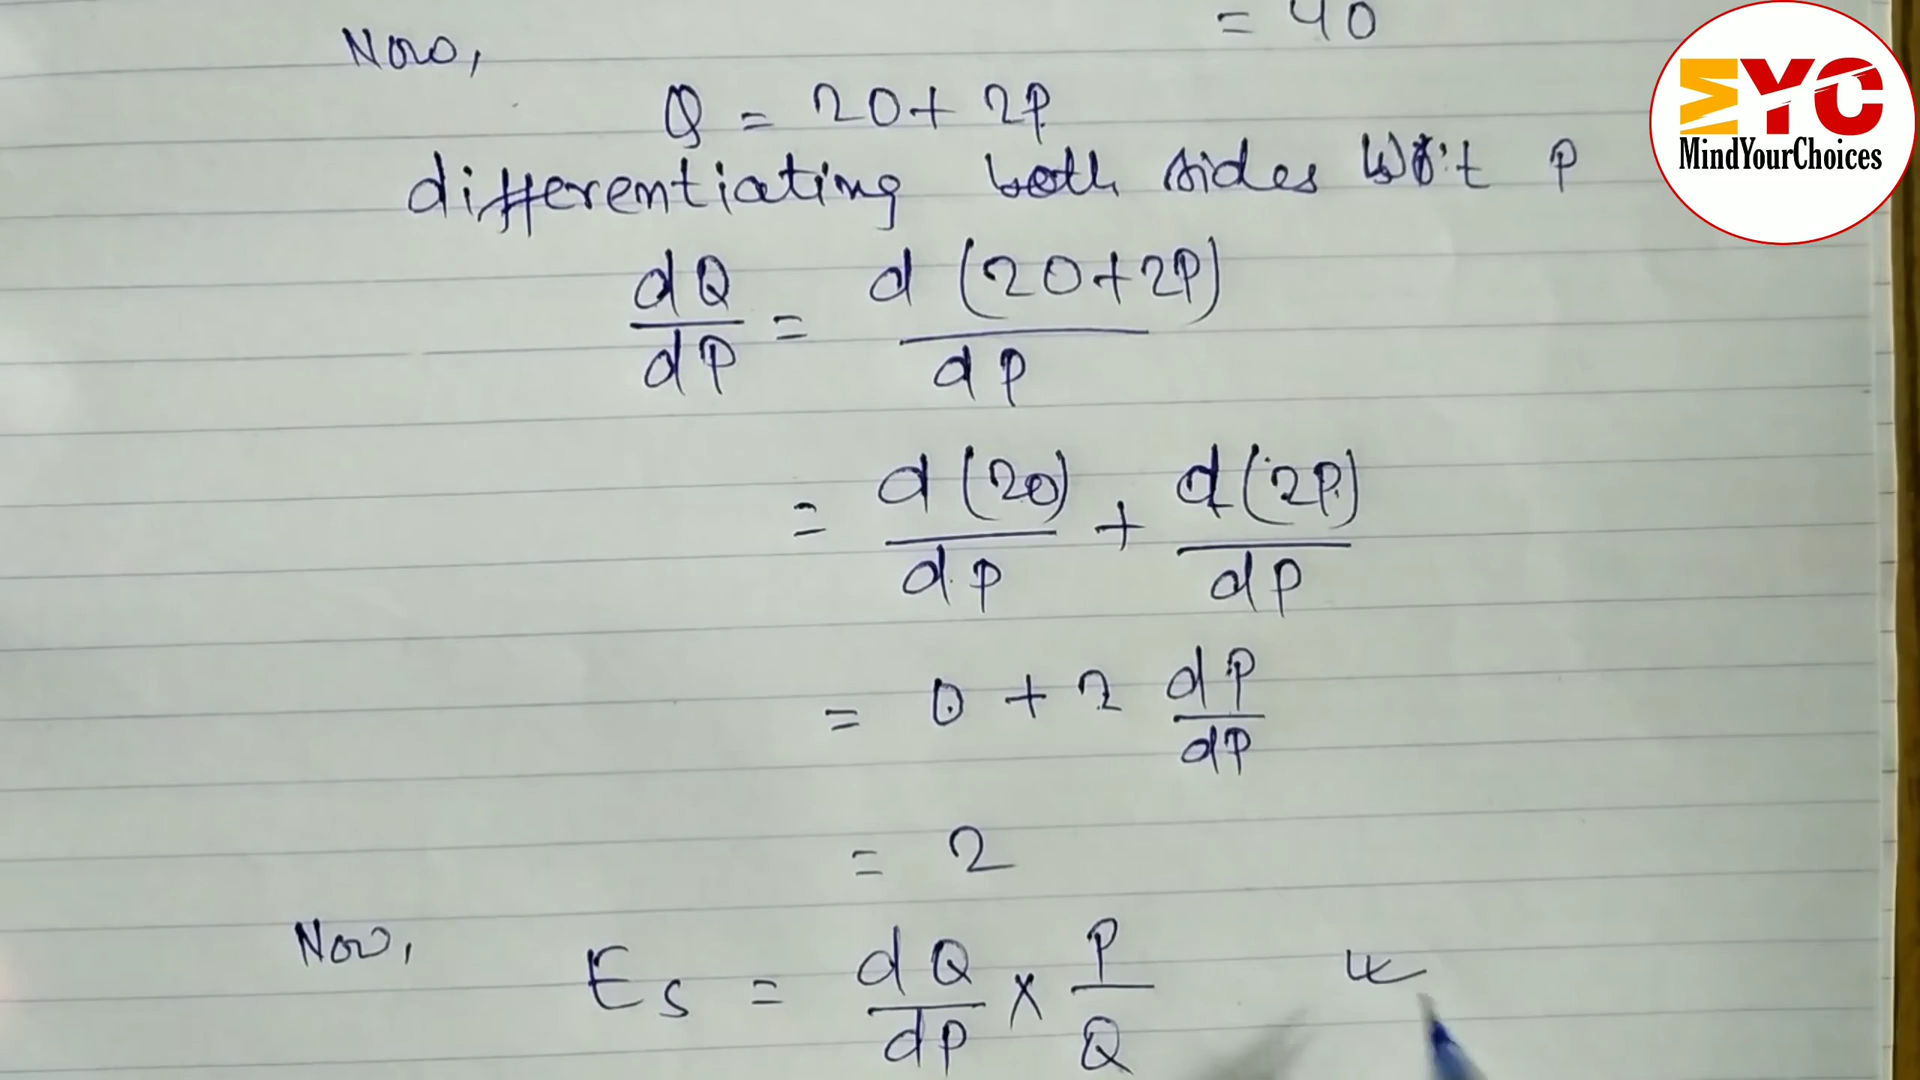 = 40
Now,
Q = 20 + 2P
differentiating both sides w.r.t P
dQ/dP = d (20+2P)/dP
= d (20)/dP + d (2P)/dP
= 0 + 2 dP/dP
= 2
Now, Es = dQ/dP × P/Q
MYC
MindYourChoices